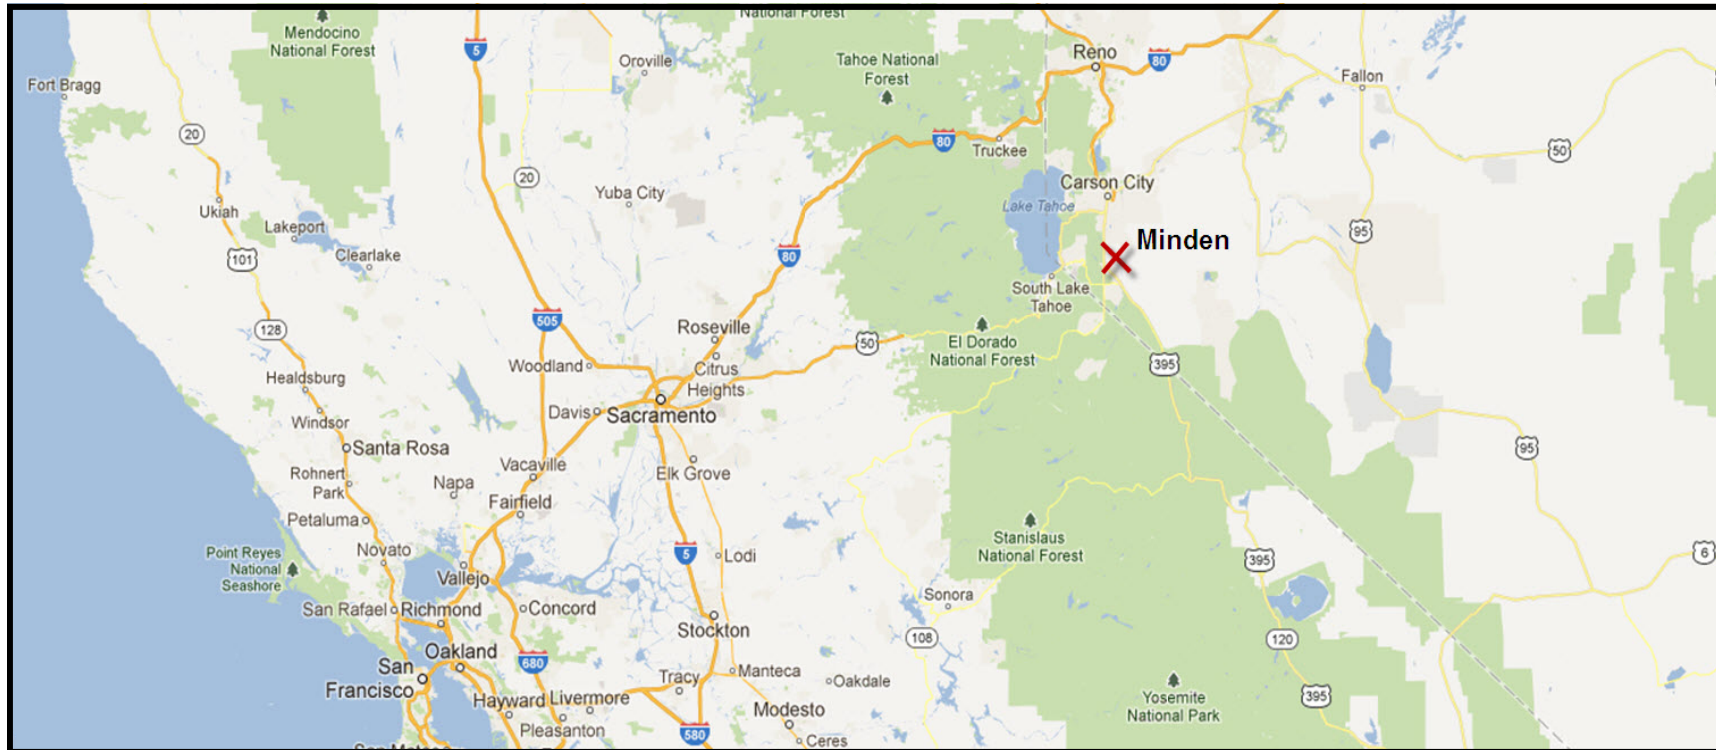 National Forest
Mendocino
National Forest
5
Oroville
Tahoe National
Forest
Reno
80
Fallon
Fort Bragg
20
80
Truckee
50
20
Yuba City
Carson City
Lake Tahoe
Ukiah
Lakeport
Clearlake
101
80
Minden
95
South Lake
Tahoe
505
128
Roseville
50
El Dorado
National Forest
Woodland
Citrus
Heights
395
Healdsburg
Windsor
Davis
Sacramento
Santa Rosa
95
Rohnert
Park
Napa
Vacaville
Elk Grove
Fairfield
Petaluma
Stanislaus
National Forest
Point Reyes
National
Seashore
Novato
5
Lodi
395
6
Vallejo
San Rafael
Richmond
Concord
Sonora
Stockton
108
120
Oakland
San
Francisco
680
Manteca
Tracy
Oakdale
Hayward
Livermore
Pleasanton
Modesto
Yosemite
National Park
395
580
Ceres
San Mateo